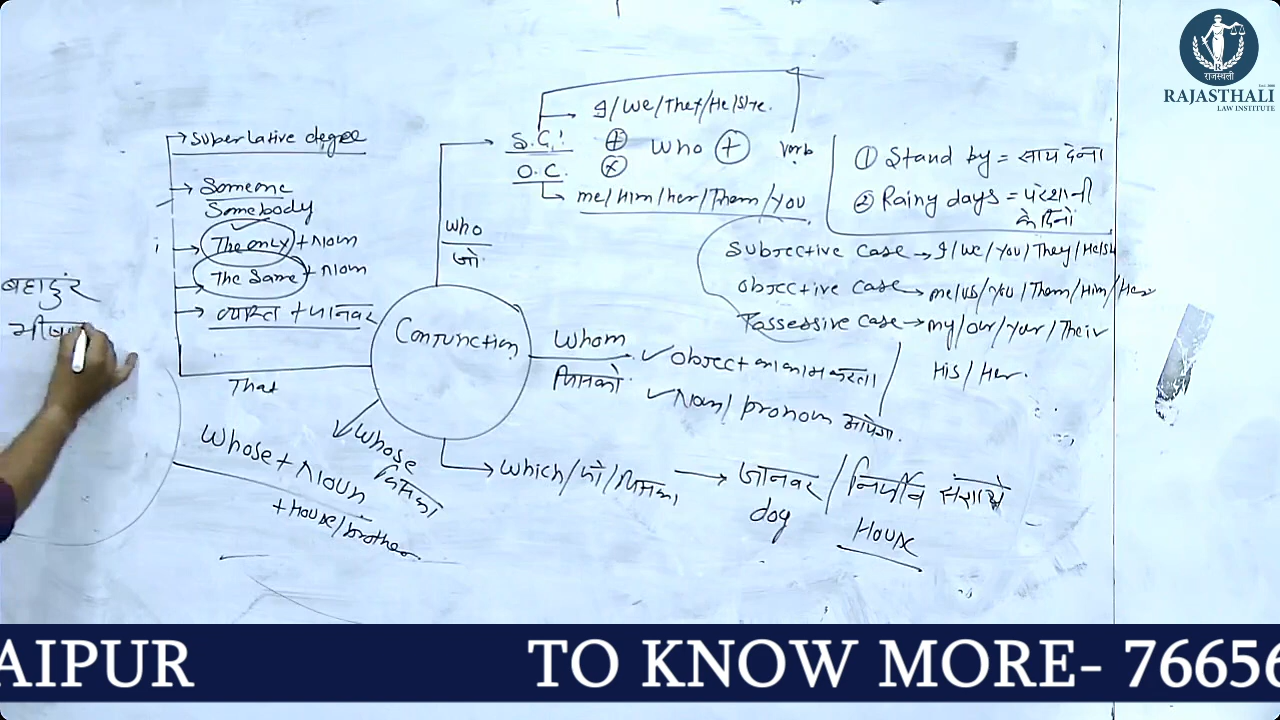 राजस्थली
RAJASTHALI
LAW INSTITUTE
→ Superlative degree
→ Someone
Somebody
→ The only + Noun
→ The Same + Noun
→ व्यक्ति + जानवर
That
बहादुर
S.C.
O.C.
→ I/We/They/He/She.
⊕ Who ⊕ Verb
ⓧ
me/Him/her/Them/You
① Stand by = साथ देना
② Rainy days = परेशानी
के दिनों
Subjective Case → I/We/You/They/He/SH
Objective Case → me/us/You/Them/Him/Her
Possessive Case → my/our/your/Their
His/Her.
who
जो
Conjunction
Whom
जिसको
✓ Object का काम करता
✓ Noun/pronoun
Whose
जिसका
Whose + Noun
+ House/brother
→ Which/जो/जिसका → जानवर / निर्जीव संज्ञाये
dog
House
AIPUR TO KNOW MORE- 76656